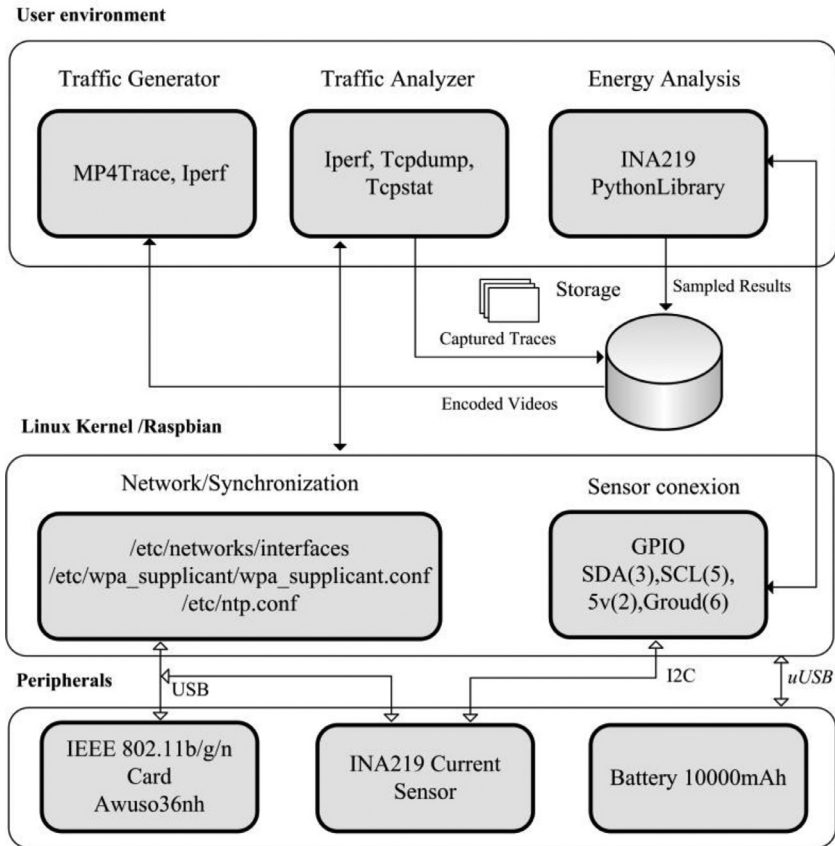 User environment
Traffic Generator
Traffic Analyzer
Energy Analysis
MP4Trace, Iperf
Iperf, Tcpdump,
Tcpstat
INA219
PythonLibrary
Storage
Sampled Results
Captured Traces
Encoded Videos
Linux Kernel /Raspbian
Network/Synchronization
Sensor conexion
/etc/networks/interfaces
/etc/wpa_supplicant/wpa_supplicant.conf
/etc/ntp.conf
GPIO
SDA(3),SCL(5),
5v(2),Groud(6)
Peripherals
USB
I2C
uUSB
IEEE 802.11b/g/n
Card
Awuso36nh
INA219 Current
Sensor
Battery 10000mAh